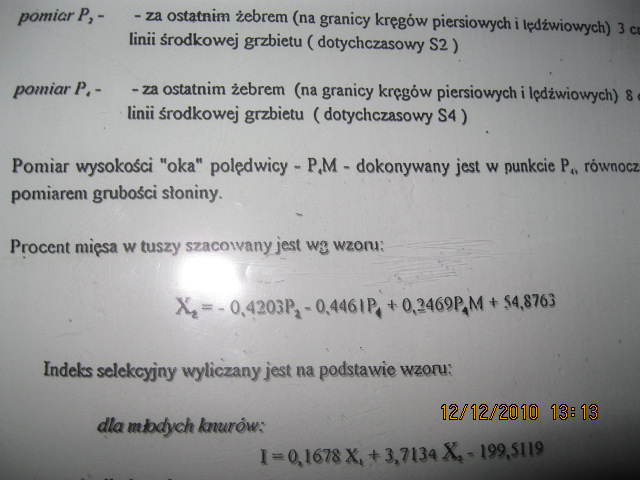 pomiar P₂ - - za ostatnim żebrem (na granicy kręgów piersiowych i lędźwiowych) 3
linii środkowej grzbietu ( dotychczasowy S2 )
pomiar P₄ - - za ostatnim żebrem (na granicy kręgów piersiowych i lędźwiowych) 8
linii środkowej grzbietu ( dotychczasowy S4 )
Pomiar wysokości "oka" polędwicy - P₄M - dokonywany jest w punkcie P₄, równocz
pomiarem grubości słoniny.
Procent mięsa w tuszy szacowany jest wg wzoru:
X₂ = - 0,4203P₂ - 0,4461P₄ + 0,2469P₄M + 54,8763
Indeks selekcyjny wyliczany jest na podstawie wzoru:
12/12/2010 13:13
dla młodych knurów:
I = 0,1678 X₁ + 3,7134 X₂ - 199,5119